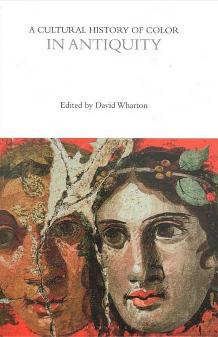 A CULTURAL HISTORY OF COLOR
IN ANTIQUITY
Edited by David Wharton